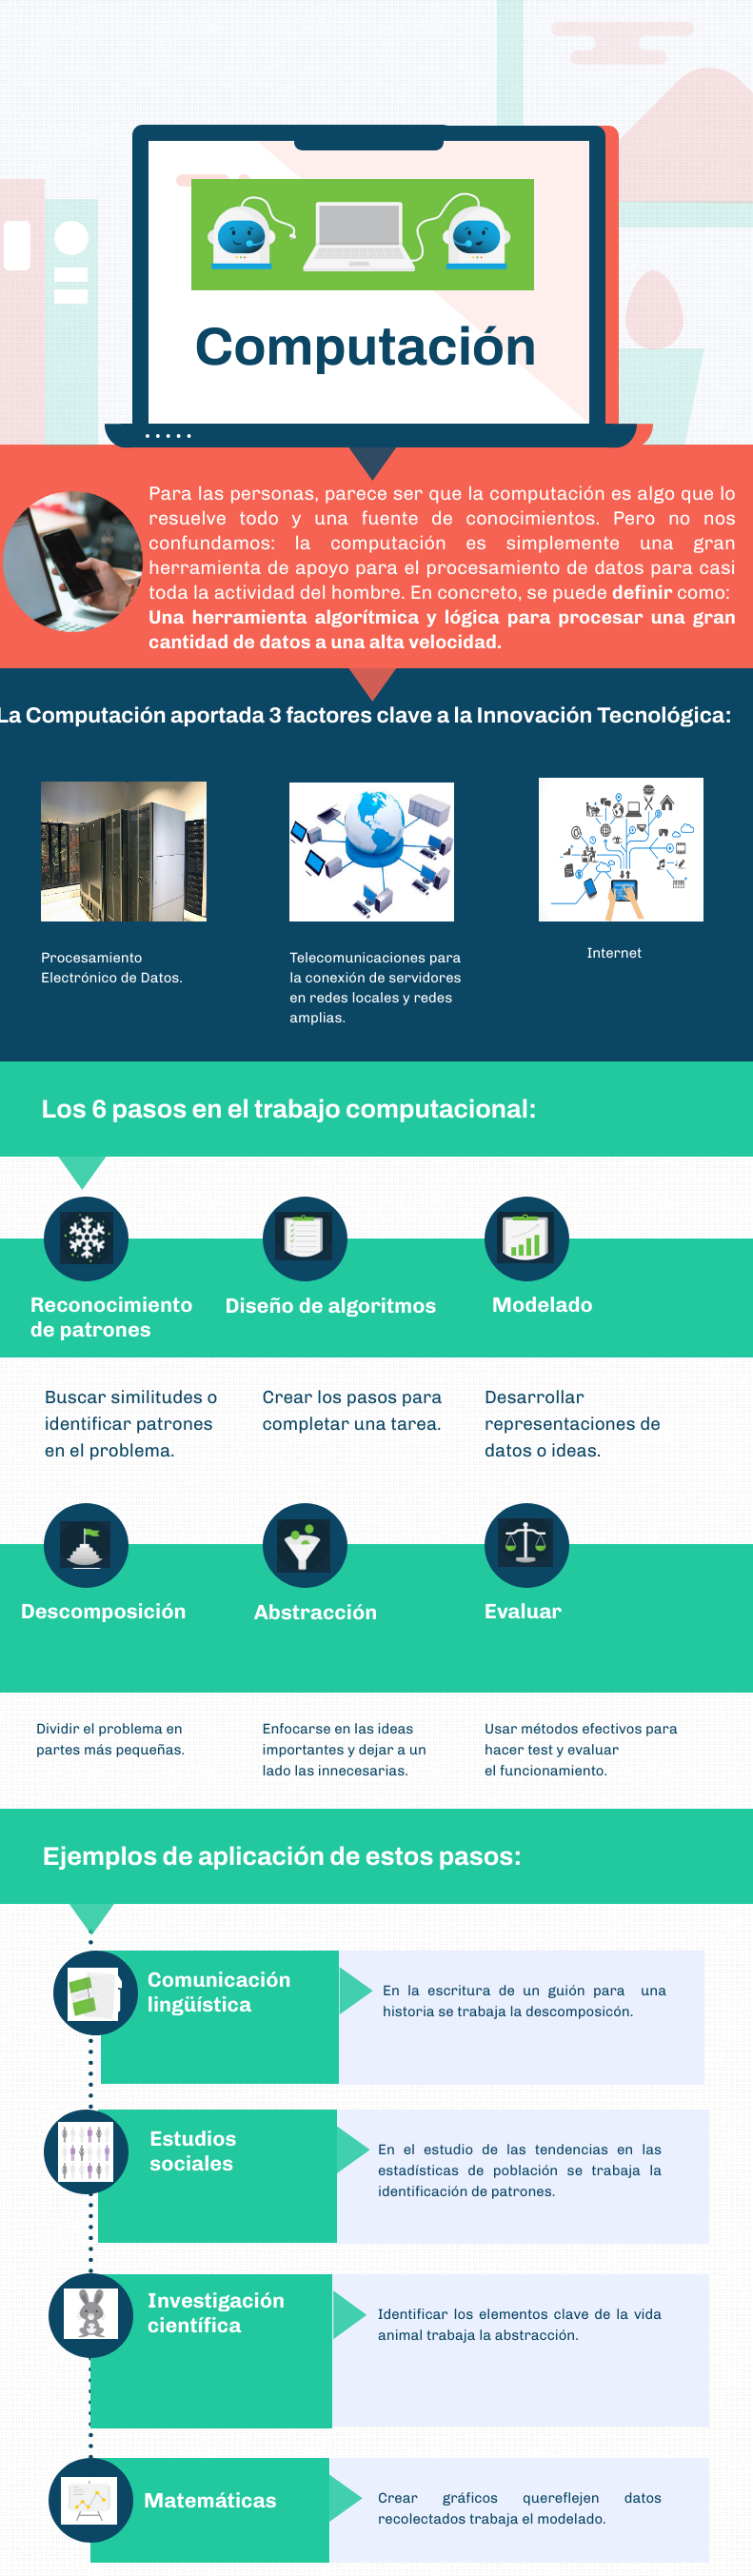 Computación
Para las personas, parece ser que la computación es algo que lo
resuelve todo y una fuente de conocimientos. Pero no nos
confundamos: la computación es simplemente una gran
herramienta de apoyo para el procesamiento de datos para casi
toda la actividad del hombre. En concreto, se puede definir como:
Una herramienta algorítmica y lógica para procesar una gran
cantidad de datos a una alta velocidad.
La Computación aportada 3 factores clave a la Innovación Tecnológica:
Procesamiento
Electrónico de Datos.
Telecomunicaciones para
la conexión de servidores
en redes locales y redes
amplias.
Internet
Los 6 pasos en el trabajo computacional:
Reconocimiento
de patrones
Diseño de algoritmos
Modelado
Buscar similitudes o
identificar patrones
en el problema.
Crear los pasos para
completar una tarea.
Desarrollar
representaciones de
datos o ideas.
Descomposición
Abstracción
Evaluar
Dividir el problema en
partes más pequeñas.
Enfocarse en las ideas
importantes y dejar a un
lado las innecesarias.
Usar métodos efectivos para
hacer test y evaluar
el funcionamiento.
Ejemplos de aplicación de estos pasos:
Comunicación
lingüística
En la escritura de un guión para una
historia se trabaja la descomposicón.
Estudios
sociales
En el estudio de las tendencias en las
estadísticas de población se trabaja la
identificación de patrones.
Investigación
científica
Identificar los elementos clave de la vida
animal trabaja la abstracción.
Matemáticas
Crear gráficos quereflejen datos
recolectados trabaja el modelado.